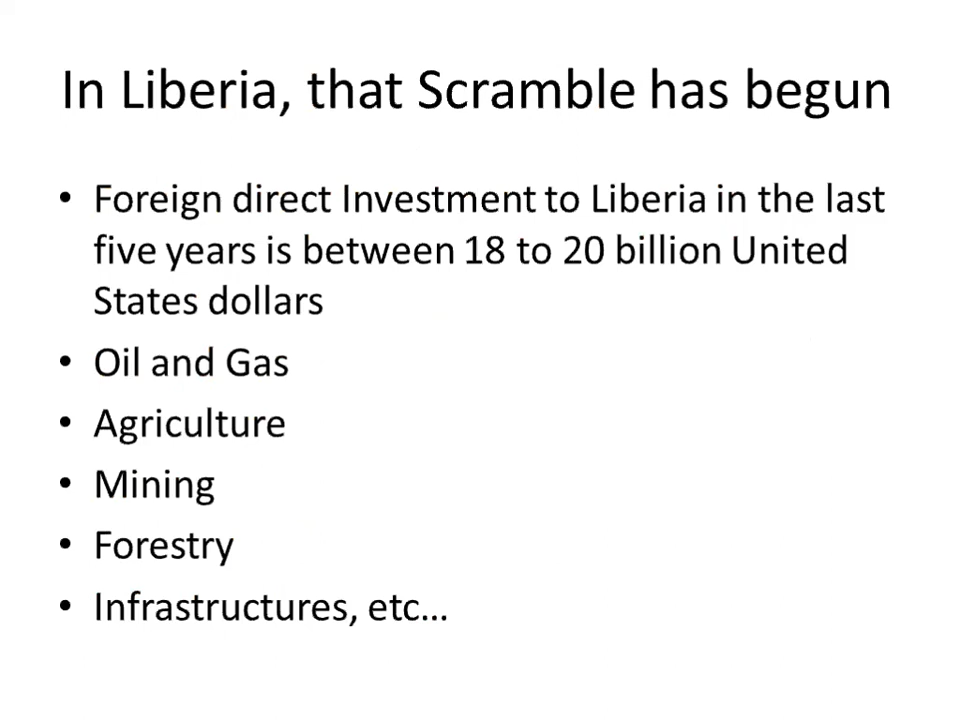 In Liberia, that Scramble has begun
• Foreign direct Investment to Liberia in the last
five years is between 18 to 20 billion United
States dollars
• Oil and Gas
• Agriculture
• Mining
• Forestry
• Infrastructures, etc…